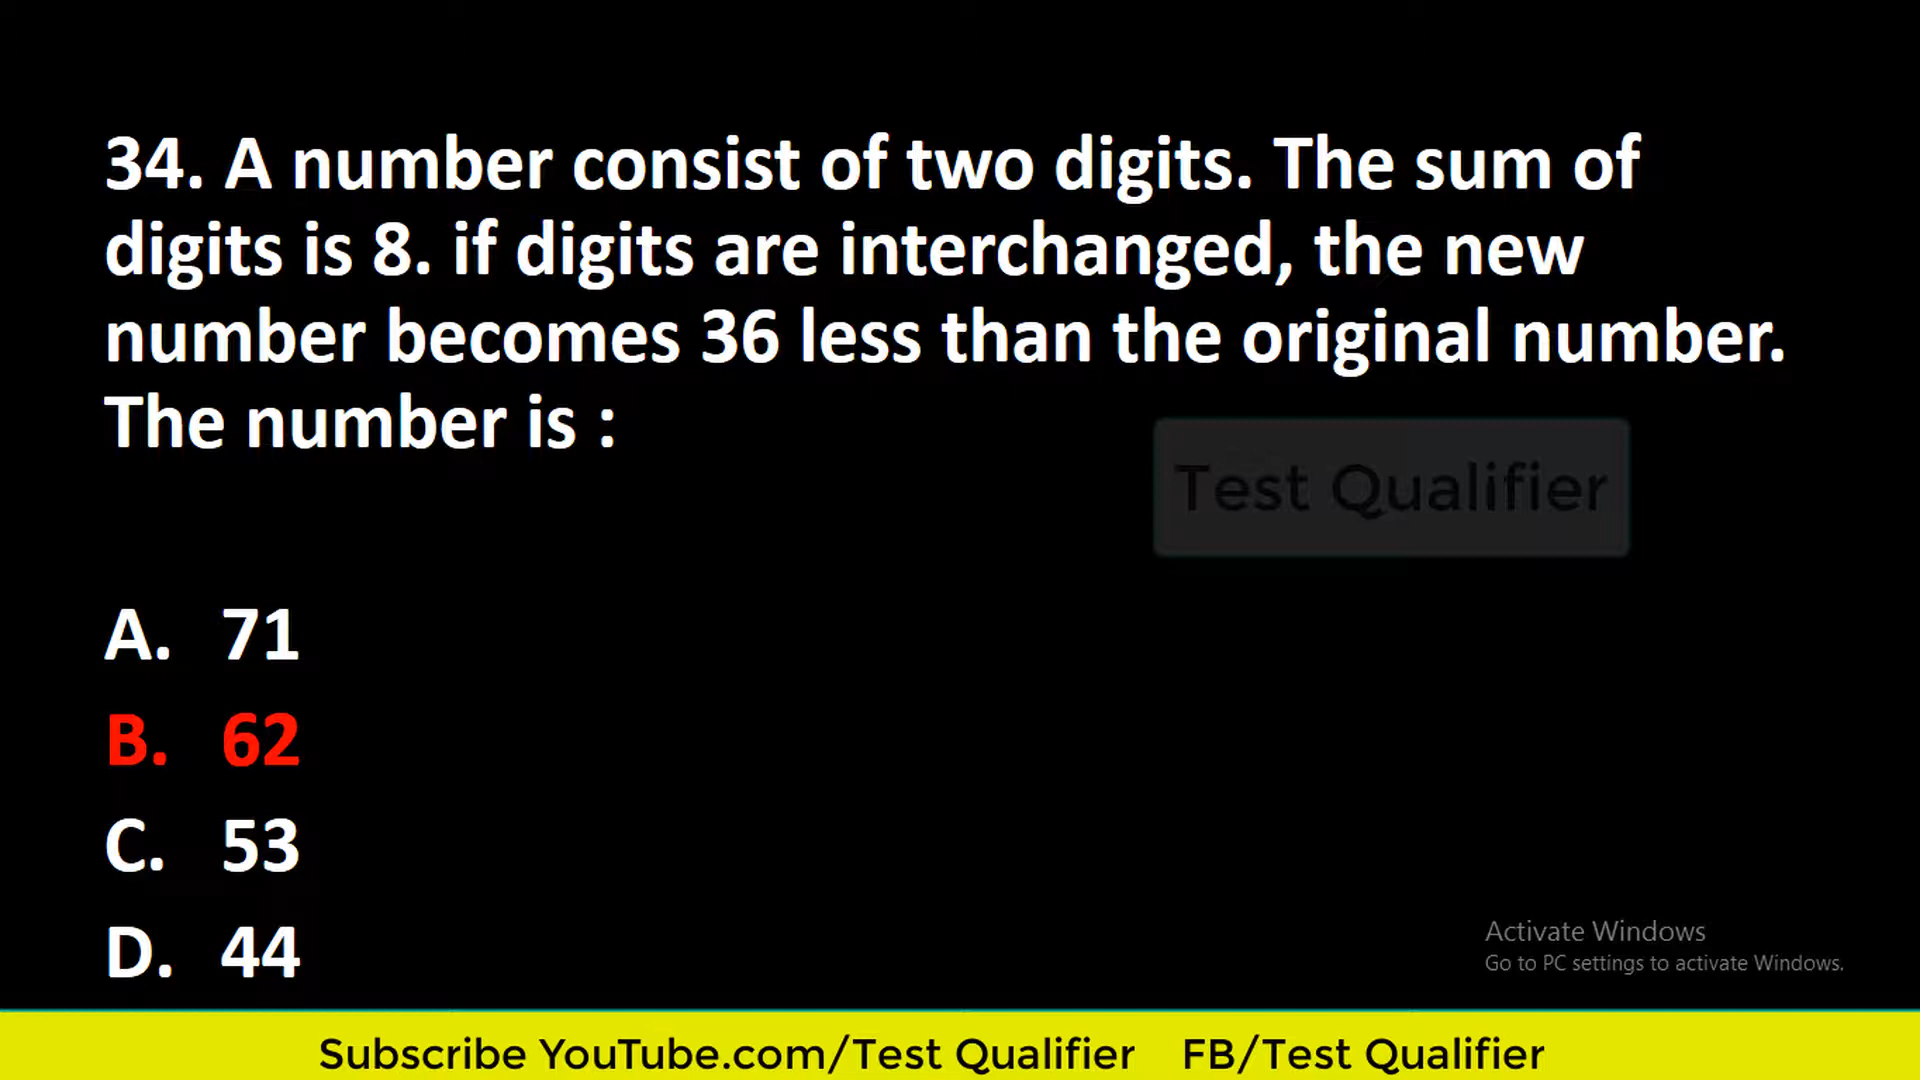 34. A number consist of two digits. The sum of
digits is 8. if digits are interchanged, the new
number becomes 36 less than the original number.
The number is :
Test Qualifier
A. 71
B. 62
C. 53
D. 44
Activate Windows
Go to PC settings to activate Windows.
Subscribe YouTube.com/Test Qualifier FB/Test Qualifier